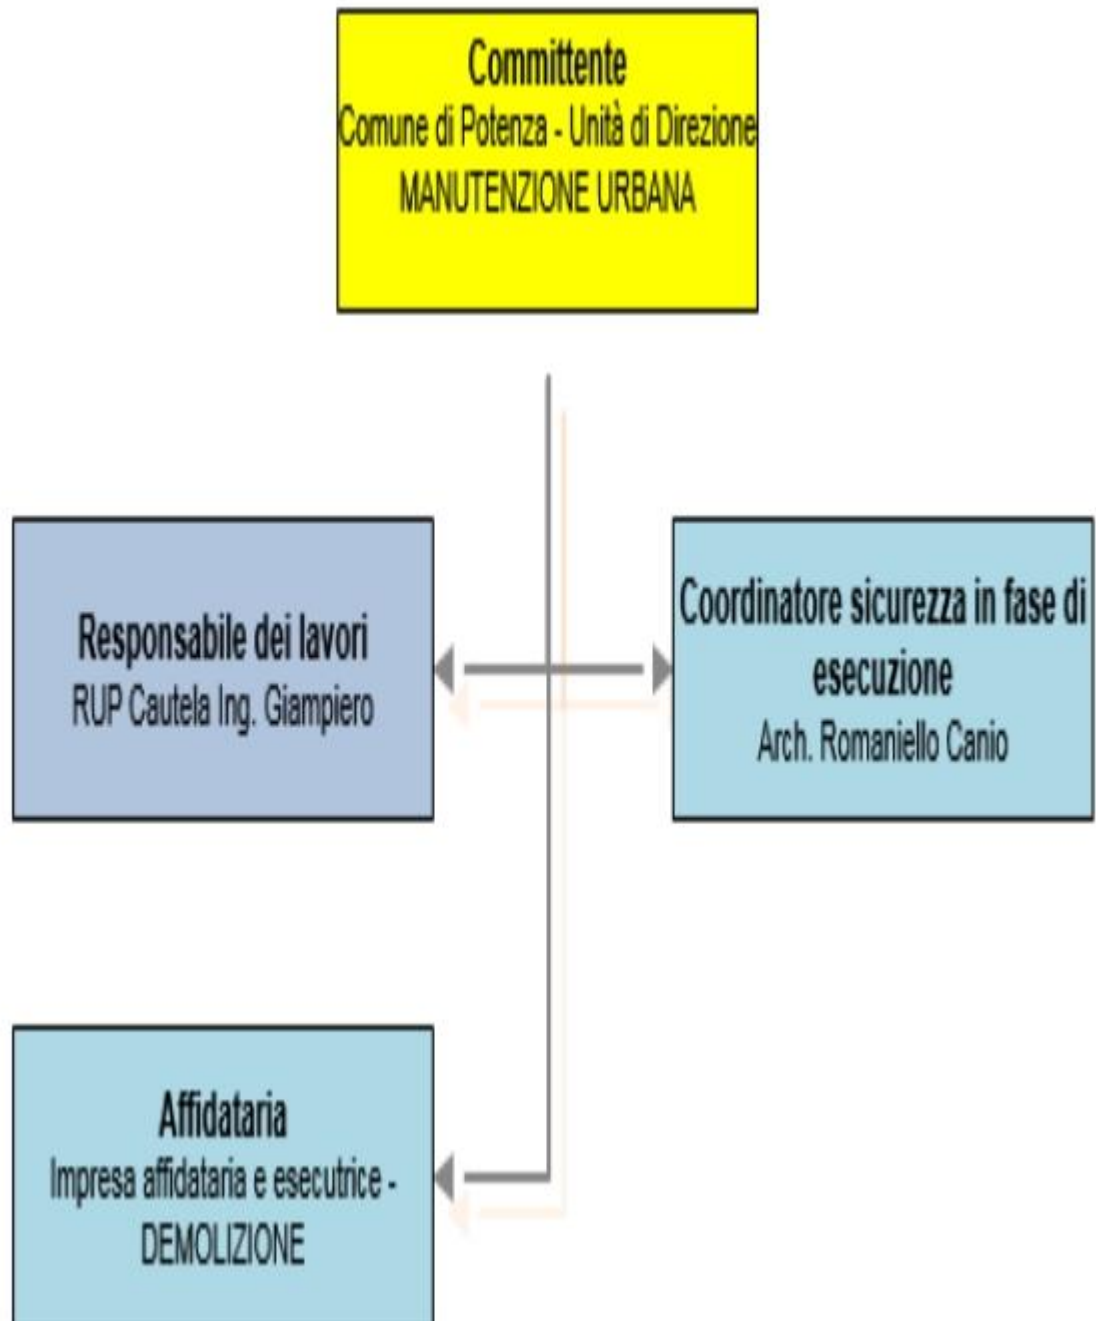 Committente
Comune di Potenza - Unità di Direzione
MANUTENZIONE URBANA
Responsabile dei lavori
RUP Cautela Ing. Giampiero
Coordinatore sicurezza in fase di
esecuzione
Arch. Romaniello Canio
Affidataria
Impresa affidataria e esecutrice -
DEMOLIZIONE